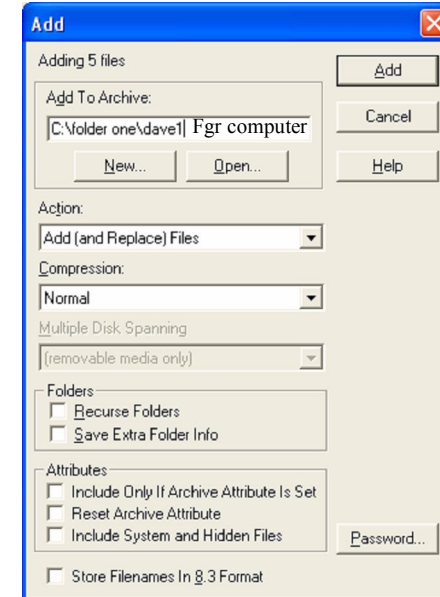 Add
Adding 5 files
Add
Add To Archive:
C:\folder one\dave1 Fgr computer
Cancel
New... Open...
Help
Action:
Add (and Replace) Files
Compression:
Normal
Multiple Disk Spanning
(removable media only)
Folders
Recurse Folders
Save Extra Folder Info
Attributes
Include Only If Archive Attribute Is Set
Reset Archive Attribute
Include System and Hidden Files
Password...
Store Filenames In 8.3 Format